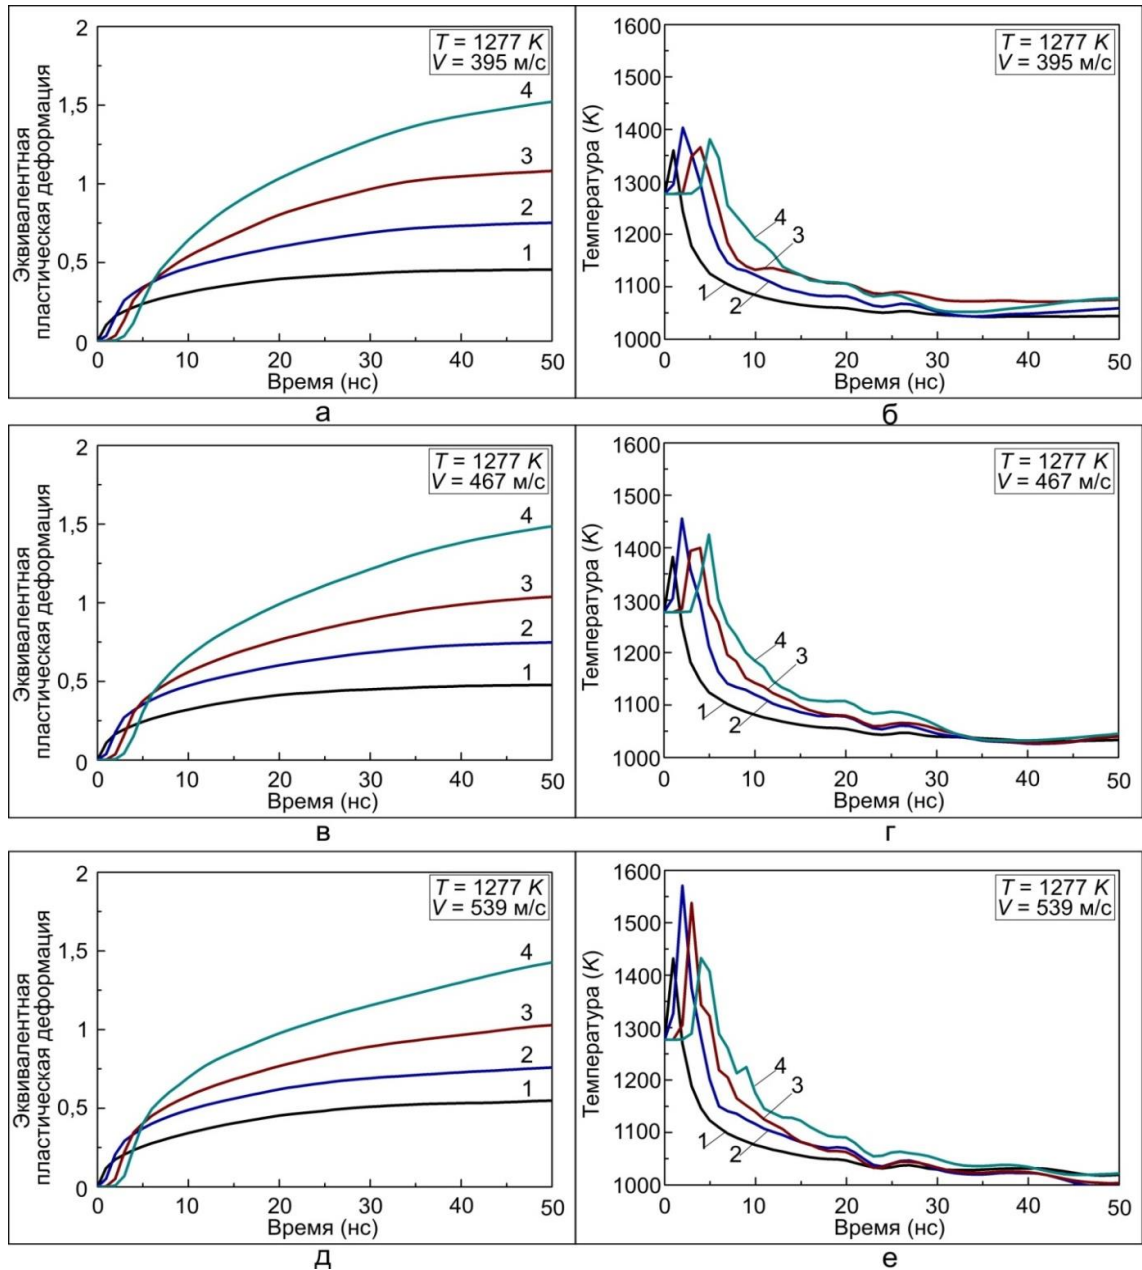 2
1,5
1
0,5
0
0
10
20
30
40
50
Эквивалентная
пластическая деформация
Время (нс)
T = 1277 K
V = 395 м/с
4
3
2
1
а
1600
1500
1400
1300
1200
1100
1000
0
10
20
30
40
50
Температура (K)
Время (нс)
T = 1277 K
V = 395 м/с
4
3
1
2
б
2
1,5
1
0,5
0
0
10
20
30
40
50
Эквивалентная
пластическая деформация
Время (нс)
T = 1277 K
V = 467 м/с
4
3
2
1
в
1600
1500
1400
1300
1200
1100
1000
0
10
20
30
40
50
Температура (K)
Время (нс)
T = 1277 K
V = 467 м/с
4
3
1
2
г
2
1,5
1
0,5
0
0
10
20
30
40
50
Эквивалентная
пластическая деформация
Время (нс)
T = 1277 K
V = 539 м/с
4
3
2
1
д
1600
1500
1400
1300
1200
1100
1000
0
10
20
30
40
50
Температура (K)
Время (нс)
T = 1277 K
V = 539 м/с
4
3
1
2
е